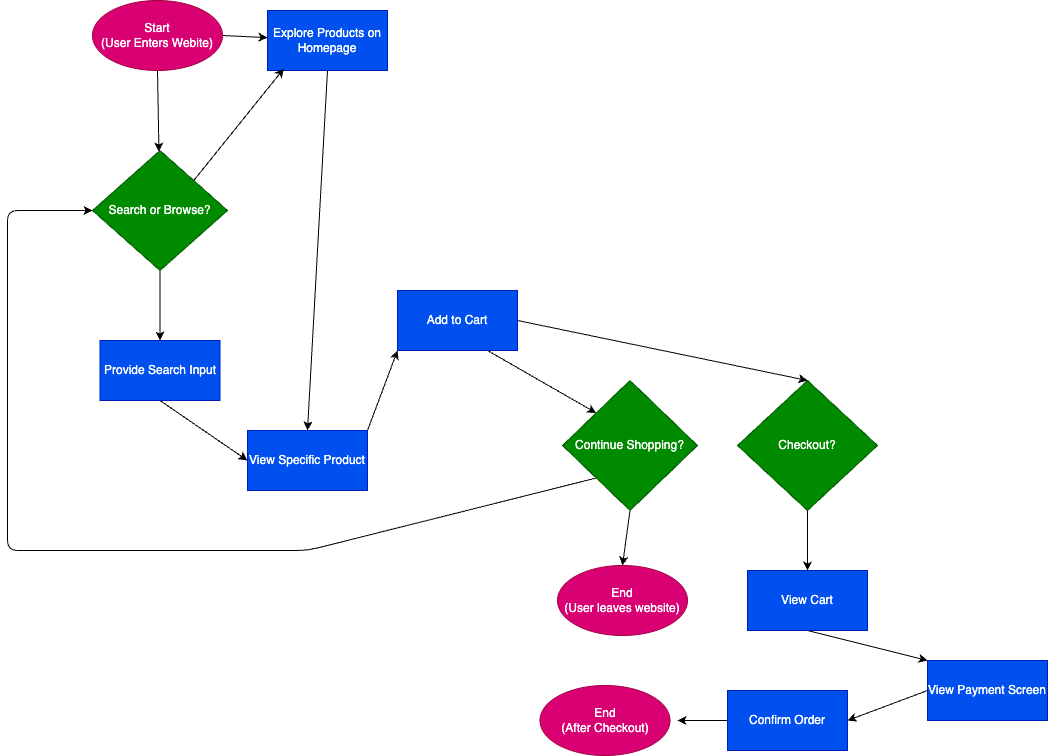 Start
(User Enters Webite)
Explore Products on
Homepage
Search or Browse?
Add to Cart
Provide Search Input
Continue Shopping?
Checkout?
View Specific Product
End
(User leaves website)
View Cart
View Payment Screen
End
(After Checkout)
Confirm Order